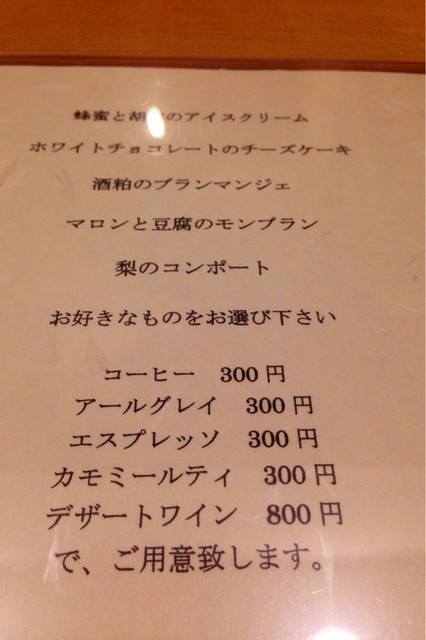 蜂蜜と胡のアイスクリーム
ホワイトチョコレートのチーズケーキ
酒粕のブランマンジェ
マロンと豆腐のモンブラン
梨のコンポート
お好きなものをお選び下さい
コーヒー 300円
アールグレイ 300円
エスプレッソ 300円
カモミールティ 300円
デザートワイン 800円
で、ご用意致します。